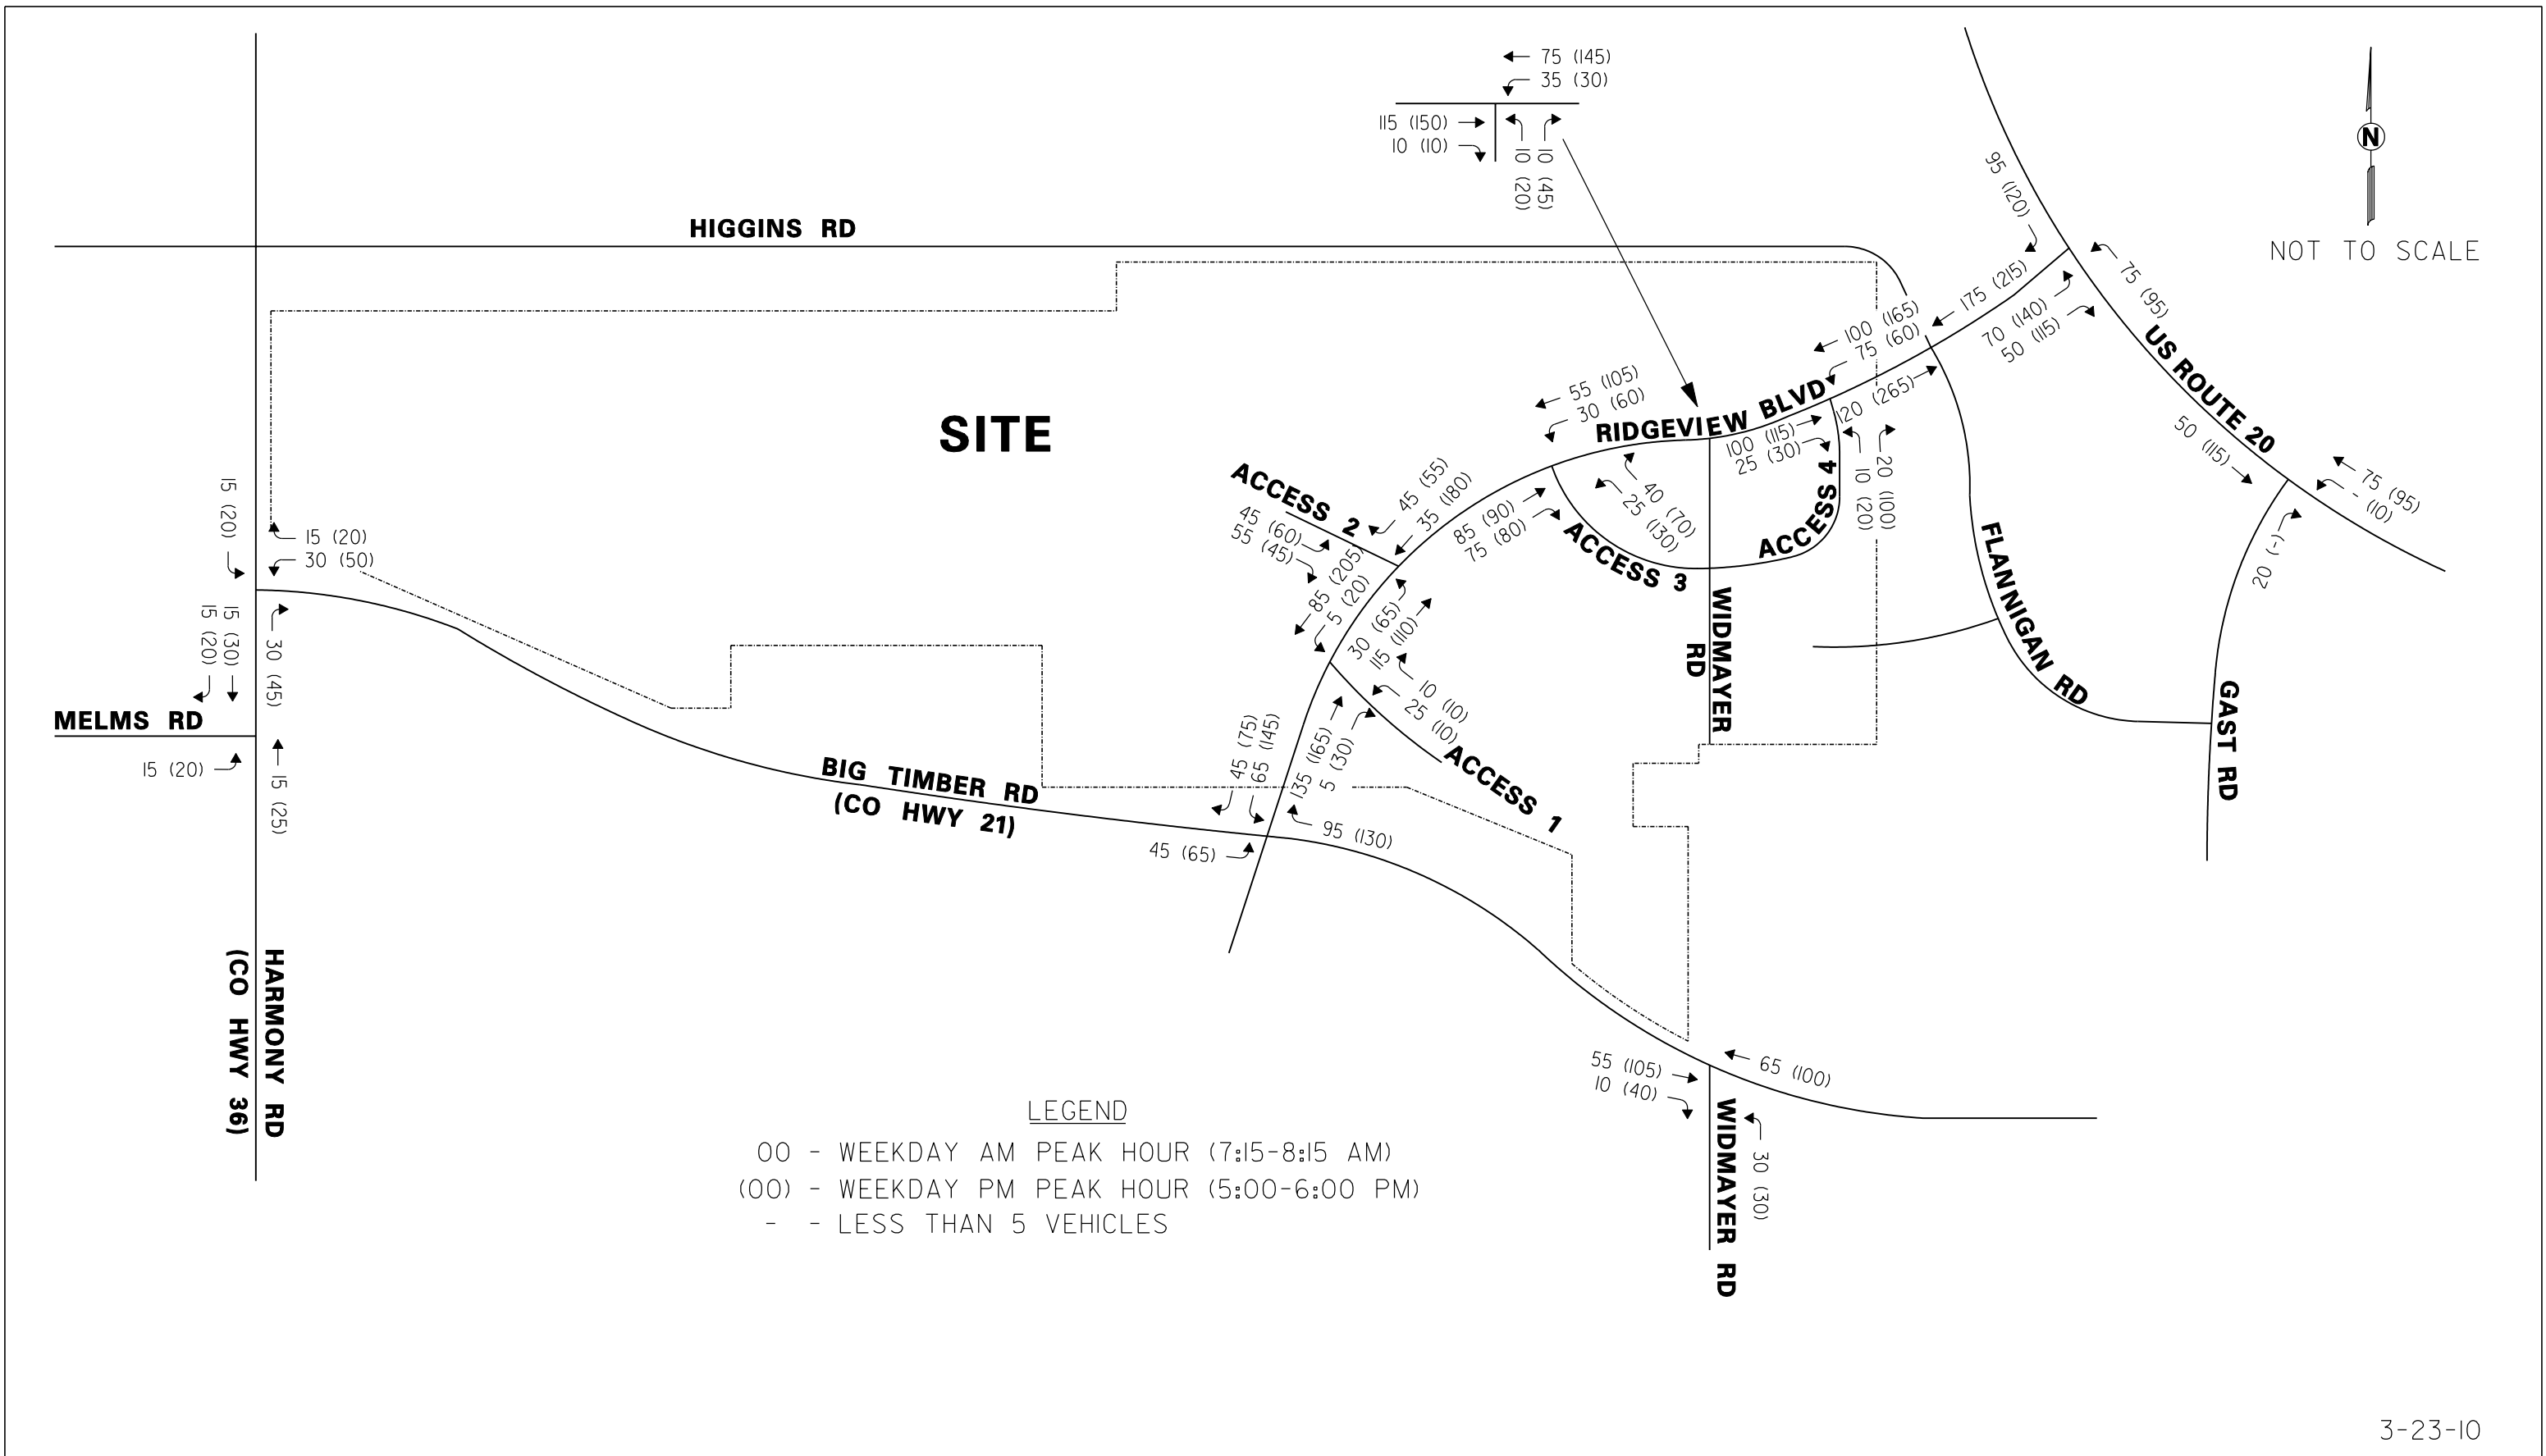 75 (145)
35 (30)
115 (150)
10 (10)
10 (20)
10 (45)
N
NOT TO SCALE
HIGGINS RD
95 (120)
75 (95)
175 (215)
70 (140)
50 (115)
US ROUTE 20
100 (165)
75 (60)
120 (265)
55 (105)
30 (60)
RIDGEVIEW BLVD
100 (115)
25 (30)
ACCESS 4
10 (20)
20 (100)
SITE
50 (115)
75 (95)
- (10)
20 (-)
ACCESS 2
45 (60)
55 (45)
45 (55)
35 (180)
85 (90)
75 (80)
ACCESS 3
40 (70)
25 (130)
WIDMAYER
RD
FLANNIGAN RD
GAST RD
85 (205)
5 (20)
30 (65)
115 (110)
10 (10)
25 (10)
ACCESS 1
15 (20)
15 (20)
30 (50)
15 (20)
15 (30)
30 (45)
MELMS RD
15 (20)
15 (25)
BIG TIMBER RD
(CO HWY 21)
45 (75)
65 (145)
135 (165)
5 (30)
95 (130)
45 (65)
HARMONY RD
(CO HWY 36)
55 (105)
10 (40)
65 (100)
WIDMAYER RD
30 (30)
LEGEND
00 - WEEKDAY AM PEAK HOUR (7:15-8:15 AM)
(00) - WEEKDAY PM PEAK HOUR (5:00-6:00 PM)
- - LESS THAN 5 VEHICLES
3-23-10